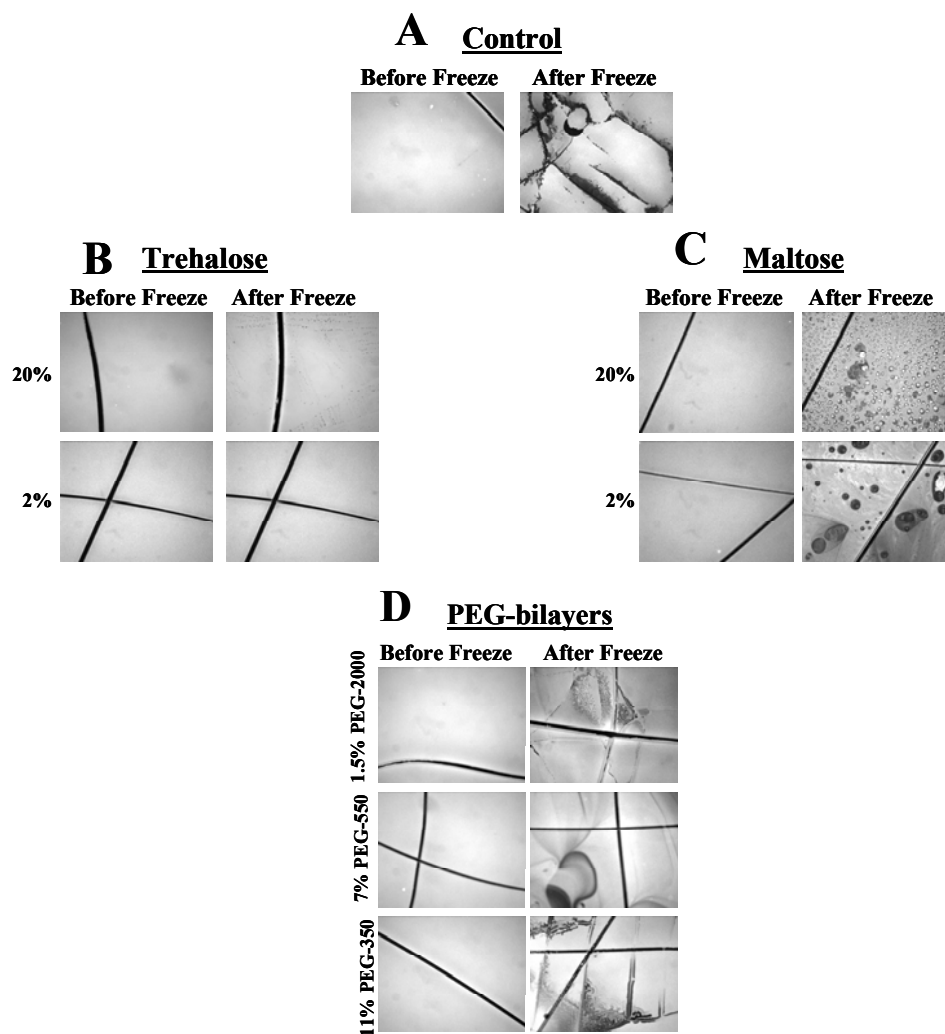 A Control
Before Freeze After Freeze
B Trehalose
Before Freeze After Freeze
20%
2%
C Maltose
Before Freeze After Freeze
20%
2%
D PEG-bilayers
Before Freeze After Freeze
1.5% PEG-2000
7% PEG-550
11% PEG-350